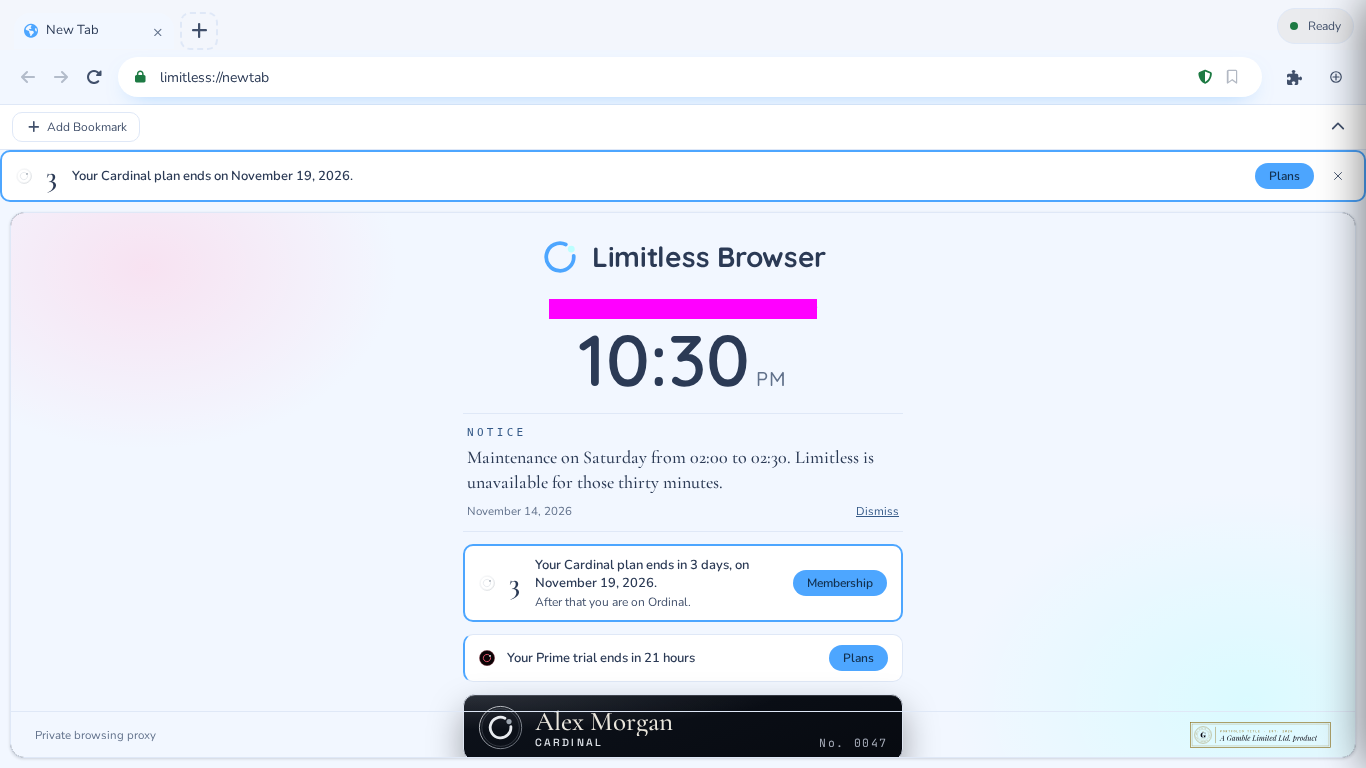 New Tab
Ready
limitless://newtab
Add Bookmark
3 Your Cardinal plan ends on November 19, 2026.
Plans
Limitless Browser
10:30 PM
NOTICE
Maintenance on Saturday from 02:00 to 02:30. Limitless is
unavailable for those thirty minutes.
November 14, 2026
Dismiss
3
Your Cardinal plan ends in 3 days, on
November 19, 2026.
After that you are on Ordinal.
Membership
Your Prime trial ends in 21 hours
Plans
Alex Morgan
CARDINAL
No. 0047
Private browsing proxy
G
A Gamble Limited Ltd. product